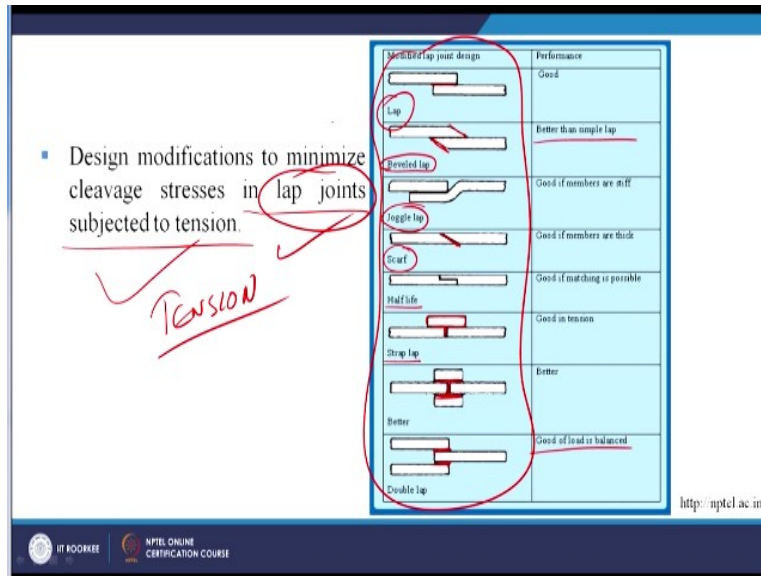 Modified lap joint design Performance
Good
Lap
Better than simple lap
Beveled lap
Good if members are stiff
Joggle lap
Good if members are thick
Scarf
Good if matching is possible
Half life
Good in tension
Strap lap
Better
Better
Good of load is balanced
Double lap
▪ Design modifications to minimize
cleavage stresses in lap joints
subjected to tension.
TENSION
http://nptel.ac.in
IIT ROORKEE
NPTEL ONLINE
CERTIFICATION COURSE